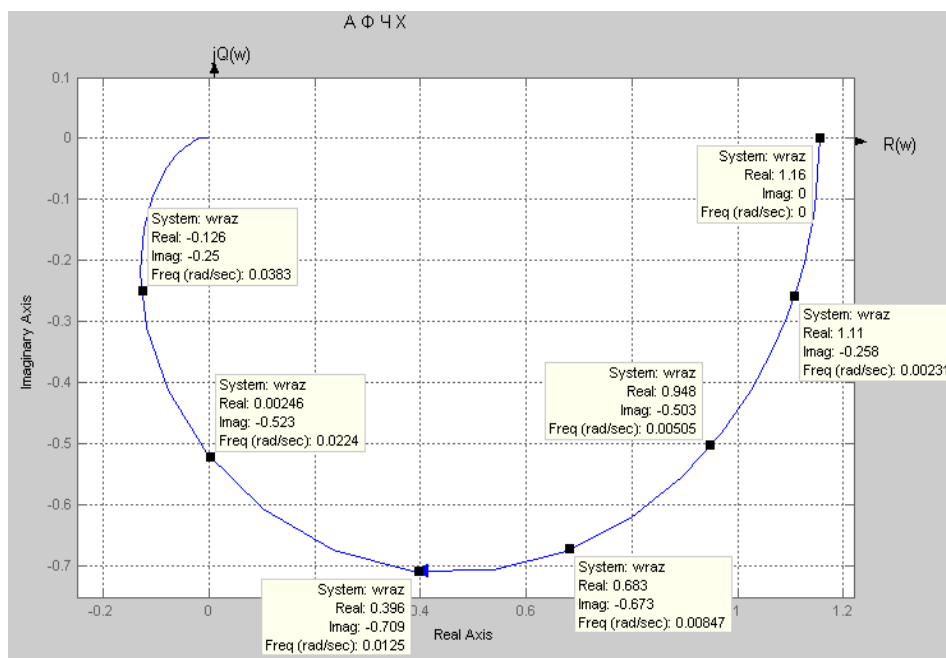 А Ф Ч Х
jQ(w)
0.1
0
-0.1
-0.2
-0.3
-0.4
-0.5
-0.6
-0.7
Imaginary Axis
R(w)
System: wraz
Real: 1.16
Imag: 0
Freq (rad/sec): 0
System: wraz
Real: -0.126
Imag: -0.25
Freq (rad/sec): 0.0383
System: wraz
Real: 1.11
Imag: -0.258
Freq (rad/sec): 0.00231
System: wraz
Real: 0.948
Imag: -0.503
Freq (rad/sec): 0.00505
System: wraz
Real: 0.00246
Imag: -0.523
Freq (rad/sec): 0.0224
System: wraz
Real: 0.683
Imag: -0.673
Freq (rad/sec): 0.00847
System: wraz
Real: 0.396
Imag: -0.709
Freq (rad/sec): 0.0125
-0.2 0 0.4 0.6 1 1.2
Real Axis